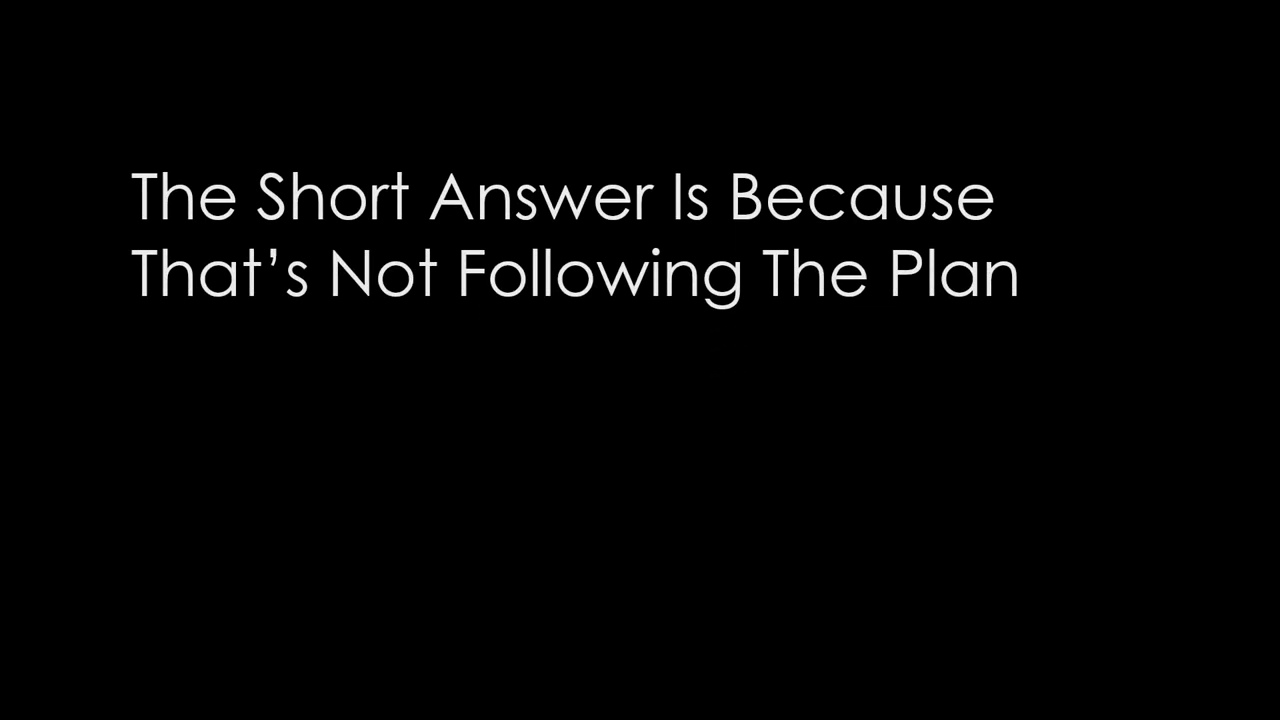 The Short Answer Is Because
That’s Not Following The Plan